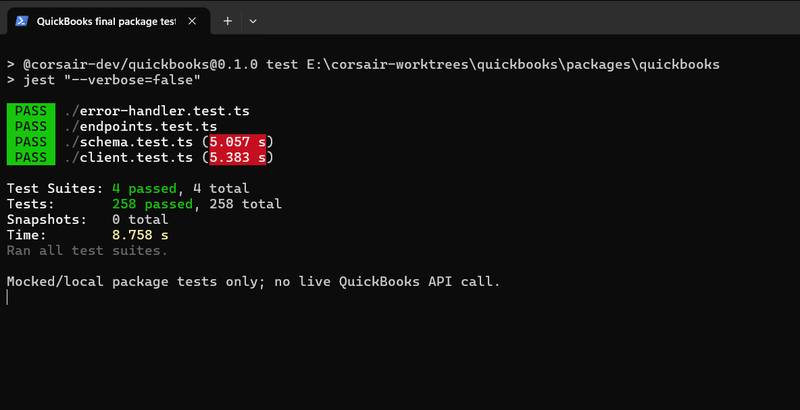 QuickBooks final package test
> @corsair-dev/quickbooks@0.1.0 test E:\corsair-worktrees\quickbooks\packages\quickbooks
> jest "--verbose=false"
PASS ./error-handler.test.ts
PASS ./endpoints.test.ts
PASS ./schema.test.ts (5.057 s)
PASS ./client.test.ts (5.383 s)
Test Suites: 4 passed, 4 total
Tests: 258 passed, 258 total
Snapshots: 0 total
Time: 8.758 s
Ran all test suites.
Mocked/local package tests only; no live QuickBooks API call.